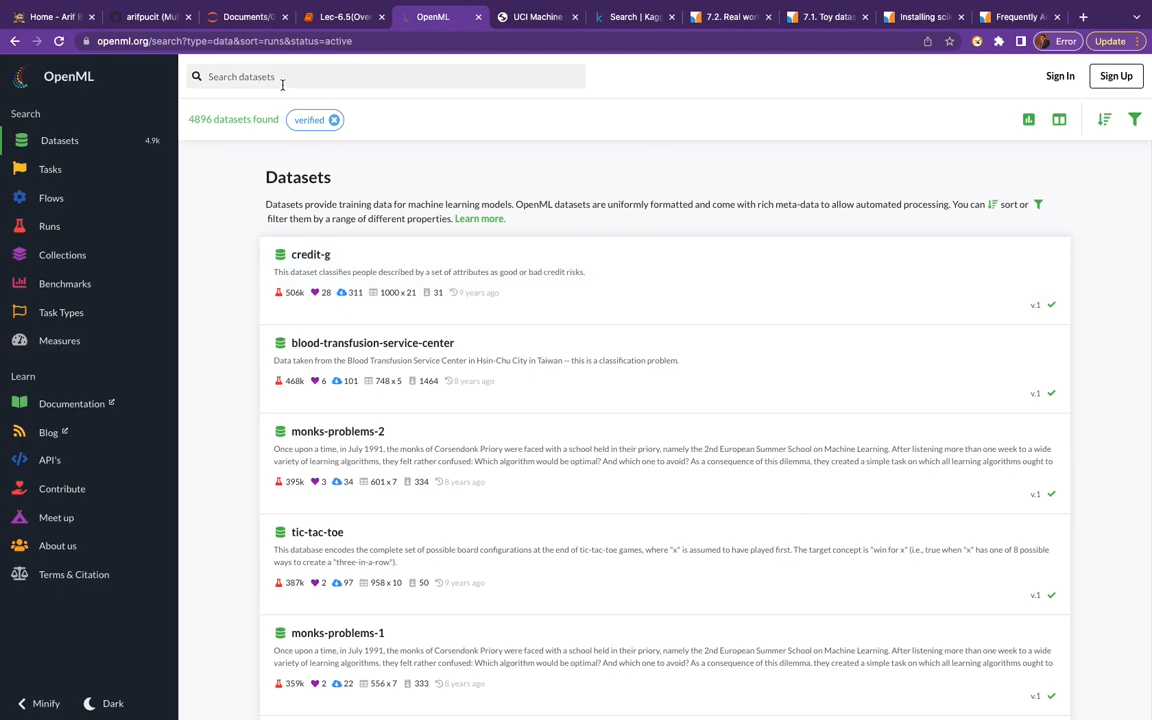 Home - Arif B
arifpucit (Mu
Documents/
Lec-6.5(Over
OpenML
UCI Machine
Search | Kag
7.2. Real wor
7.1. Toy datas
Installing sci
Frequently As
openml.org/search?type=data&sort=runs&status=active
Error
Update
OpenML
Search datasets
Sign In
Sign Up
Search
4896 datasets found
verified
Datasets
4.9k
Tasks
Flows
Runs
Collections
Benchmarks
Task Types
Measures
Learn
Documentation
Blog
API's
Contribute
Meet up
About us
Terms & Citation
Minify
Dark
Datasets
Datasets provide training data for machine learning models. OpenML datasets are uniformly formatted and come with rich meta-data to allow automated processing. You can sort or
filter them by a range of different properties. Learn more.
credit-g
This dataset classifies people described by a set of attributes as good or bad credit risks.
506k 28 311 1000 x 21 31 9 years ago
v.1
blood-transfusion-service-center
Data taken from the Blood Transfusion Service Center in Hsin-Chu City in Taiwan -- this is a classification problem.
468k 6 101 748 x 5 1464 8 years ago
v.1
monks-problems-2
Once upon a time, in July 1991, the monks of Corsendonk Priory were faced with a school held in their priory, namely the 2nd European Summer School on Machine Learning. After listening more than one week to a wide
variety of learning algorithms, they felt rather confused: Which algorithm would be optimal? And which one to avoid? As a consequence of this dilemma, they created a simple task on which all learning algorithms ought to
395k 3 34 601 x 7 334 8 years ago
v.1
tic-tac-toe
This database encodes the complete set of possible board configurations at the end of tic-tac-toe games, where "x" is assumed to have played first. The target concept is "win for x" (i.e., true when "x" has one of 8 possible
ways to create a "three-in-a-row").
387k 2 97 958 x 10 50 9 years ago
v.1
monks-problems-1
Once upon a time, in July 1991, the monks of Corsendonk Priory were faced with a school held in their priory, namely the 2nd European Summer School on Machine Learning. After listening more than one week to a wide
variety of learning algorithms, they felt rather confused: Which algorithm would be optimal? And which one to avoid? As a consequence of this dilemma, they created a simple task on which all learning algorithms ought to
359k 2 22 556 x 7 333 8 years ago
v.1